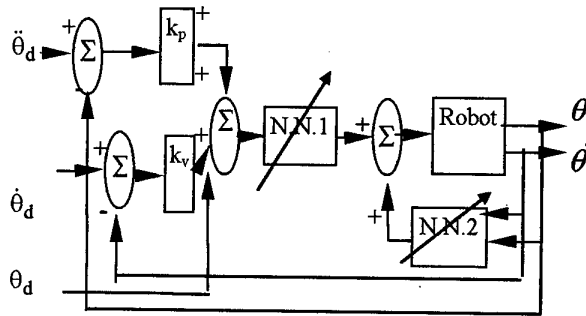 θ̈d
Σ
+
-
kp
+
+
+
Σ
-
kv
+
Σ
N.N.1
+
Σ
+
Robot
θ
θ̇
N.N.2
θ̇d
θd